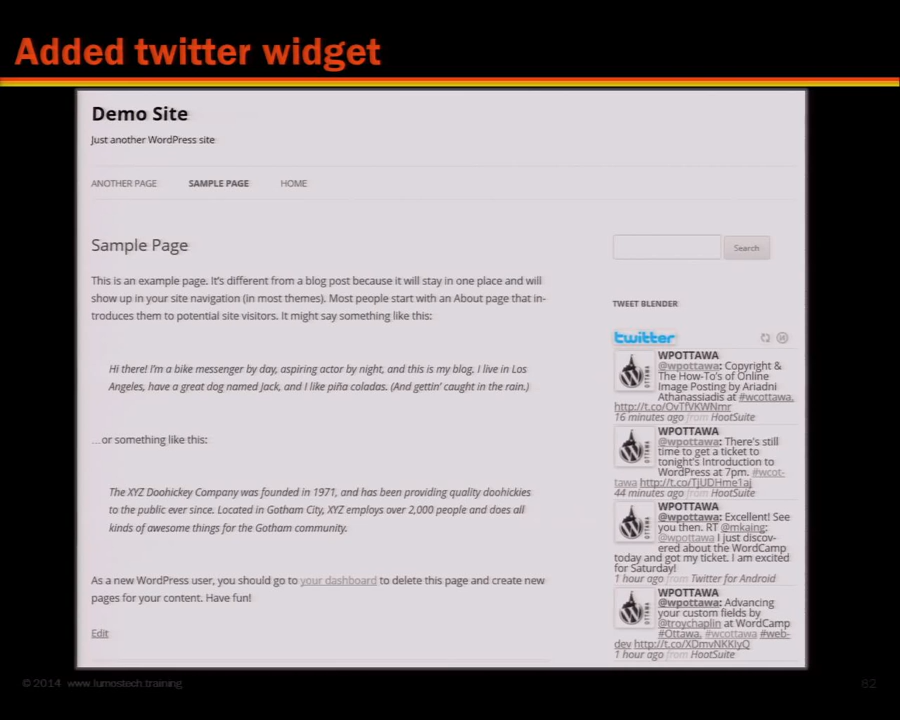 Added twitter widget
Demo Site
Just another WordPress site
ANOTHER PAGE SAMPLE PAGE HOME
Sample Page
This is an example page. It's different from a blog post because it will stay in one place and will
show up in your site navigation (in most themes). Most people start with an About page that in-
troduces them to potential site visitors. It might say something like this:
Hi there! I'm a bike messenger by day, aspiring actor by night, and this is my blog. I live in Los
Angeles, have a great dog named Jack, and I like piña coladas. (And gettin' caught in the rain.)
...or something like this:
The XYZ Doohickey Company was founded in 1971, and has been providing quality doohickies
to the public ever since. Located in Gotham City, XYZ employs over 2,000 people and does all
kinds of awesome things for the Gotham community.
As a new WordPress user, you should go to your dashboard to delete this page and create new
pages for your content. Have fun!
Edit
Search
TWEET BLENDER
twitter
WPOTTAWA
@wpottawa: Copyright &
The How-To's of Online
Image Posting by Ariadni
Athanassiadis at #wcottawa.
http://t.co/OvTfVKWNmr
16 minutes ago from HootSuite
WPOTTAWA
@wpottawa: There's still
time to get a ticket to
tonight's Introduction to
WordPress at 7pm. #wcot-
tawa http://t.co/TjUDHme1aj
44 minutes ago from HootSuite
WPOTTAWA
@wpottawa: Excellent! See
you then. RT @mkaing:
@wpottawa I just discov-
ered about the WordCamp
today and got my ticket. I am excited
for Saturday!
1 hour ago from Twitter for Android
WPOTTAWA
@wpottawa: Advancing
your custom fields by
@troychaplin at WordCamp
#Ottawa. #wcottawa #web-
dev http://t.co/XDmvNKKIyQ
1 hour ago from HootSuite
© 2014 www.lumostech.training
62